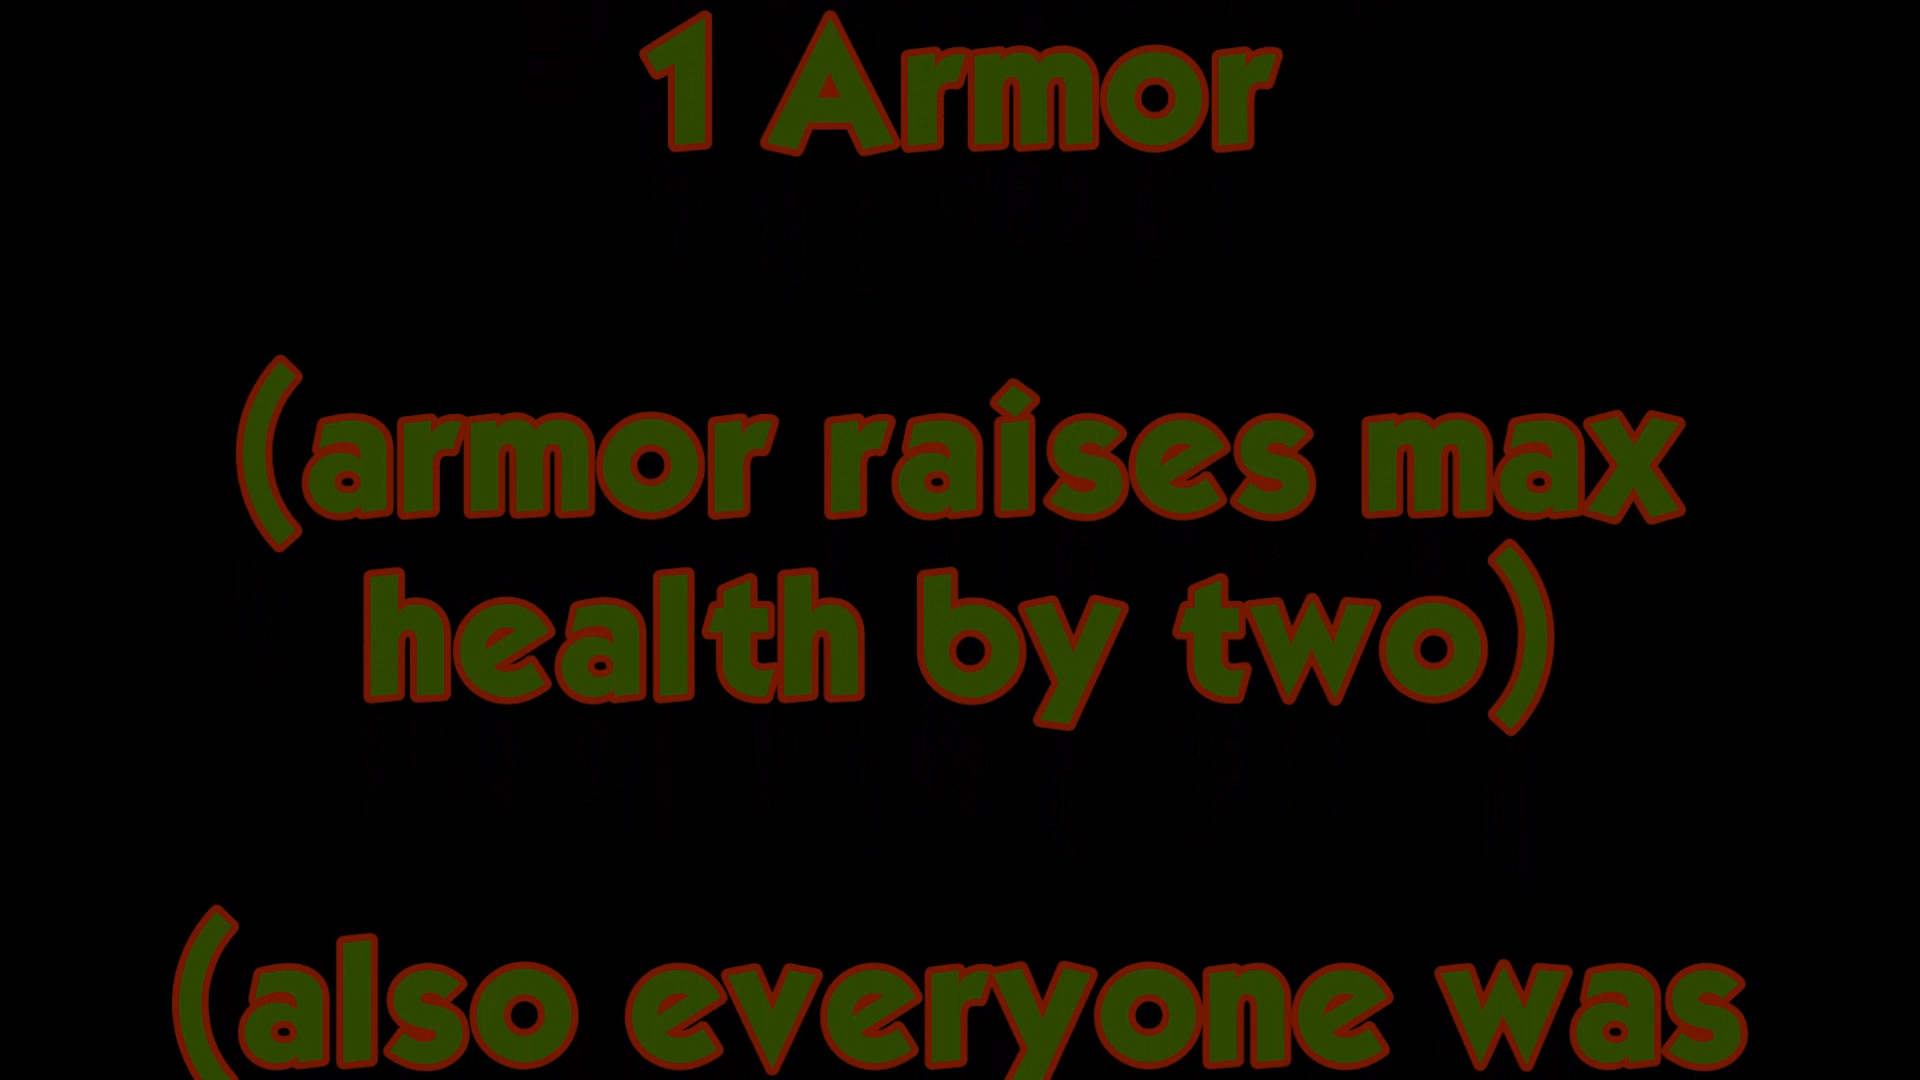 1 Armor
(armor raises max
health by two)
(also everyone was